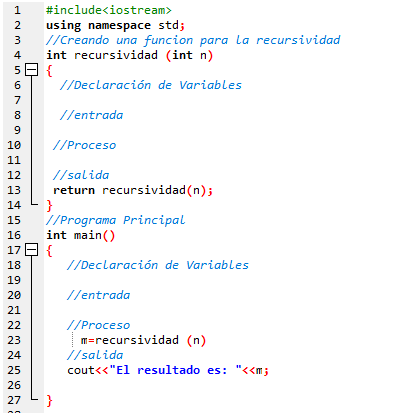 1 #include<iostream>
2 using namespace std;
3 //Creando una funcion para la recursividad
4 int recursividad (int n)
5 {
6 //Declaración de Variables
7
8 //entrada
9
10 //Proceso
11
12 //salida
13 return recursividad(n);
14 }
15 //Programa Principal
16 int main()
17 {
18 //Declaración de Variables
19
20 //entrada
21
22 //Proceso
23 m=recursividad (n)
24 //salida
25 cout<<"El resultado es: "<<m;
26
27 }
28